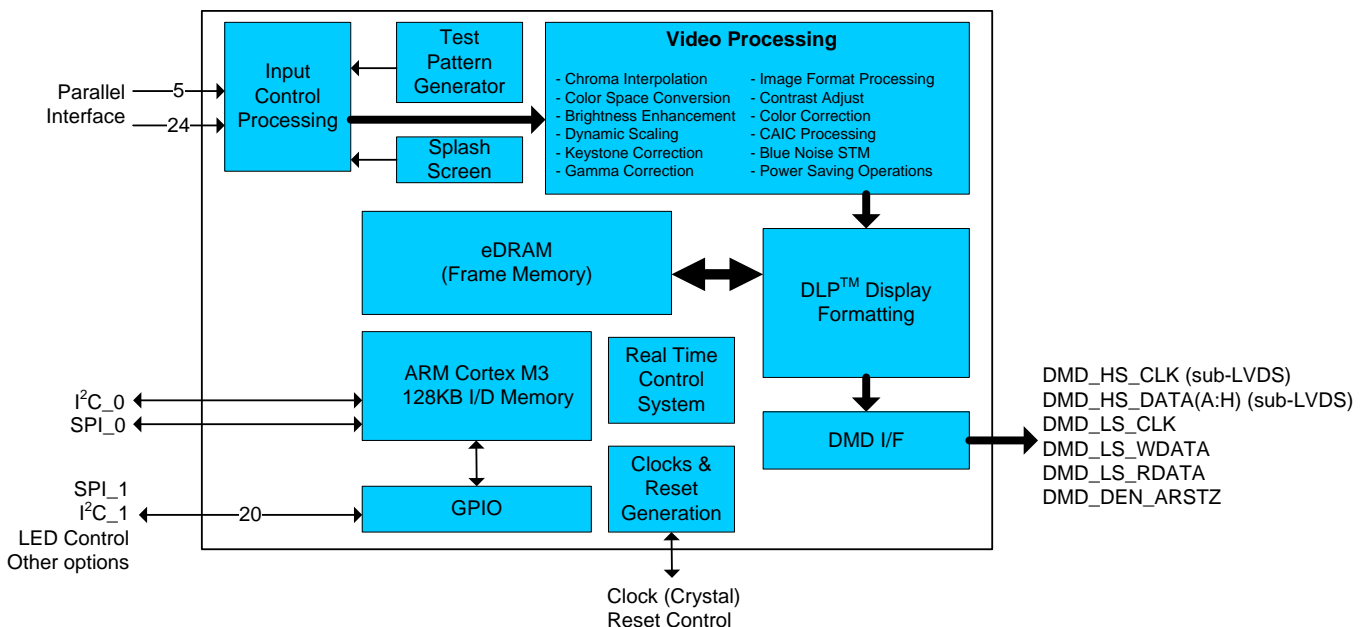 Parallel
Interface
5
24
Input
Control
Processing
Test
Pattern
Generator
Splash
Screen
Video Processing
- Chroma Interpolation
- Color Space Conversion
- Brightness Enhancement
- Dynamic Scaling
- Keystone Correction
- Gamma Correction
- Image Format Processing
- Contrast Adjust
- Color Correction
- CAIC Processing
- Blue Noise STM
- Power Saving Operations
eDRAM
(Frame Memory)
DLP™ Display
Formatting
I²C_0
SPI_0
ARM Cortex M3
128KB I/D Memory
Real Time
Control
System
DMD I/F
DMD_HS_CLK (sub-LVDS)
DMD_HS_DATA(A:H) (sub-LVDS)
DMD_LS_CLK
DMD_LS_WDATA
DMD_LS_RDATA
DMD_DEN_ARSTZ
SPI_1
I²C_1
LED Control
Other options
20
GPIO
Clocks &
Reset
Generation
Clock (Crystal)
Reset Control